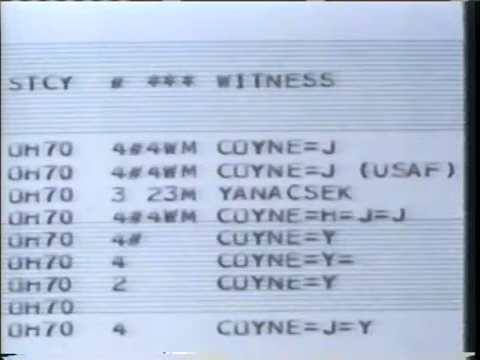 STCY # *** WITNESS
OH70 4#4WM COYNE=J
OH70 4#4WM COYNE=J (USAF)
OH70 3 23M YANACSEK
OH70 4#4WM COYNE=H=J=J
OH70 4# COYNE=Y
OH70 4 COYNE=Y=
OH70 2 COYNE=Y
OH70
OH70 4 COYNE=J=Y